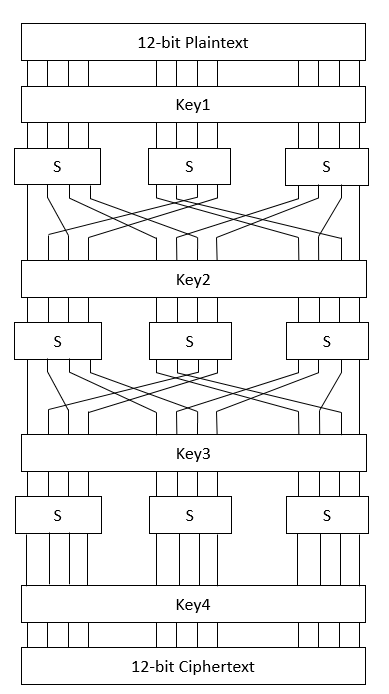 12-bit Plaintext
Key1
S S S
Key2
S S S
Key3
S S S
Key4
12-bit Ciphertext